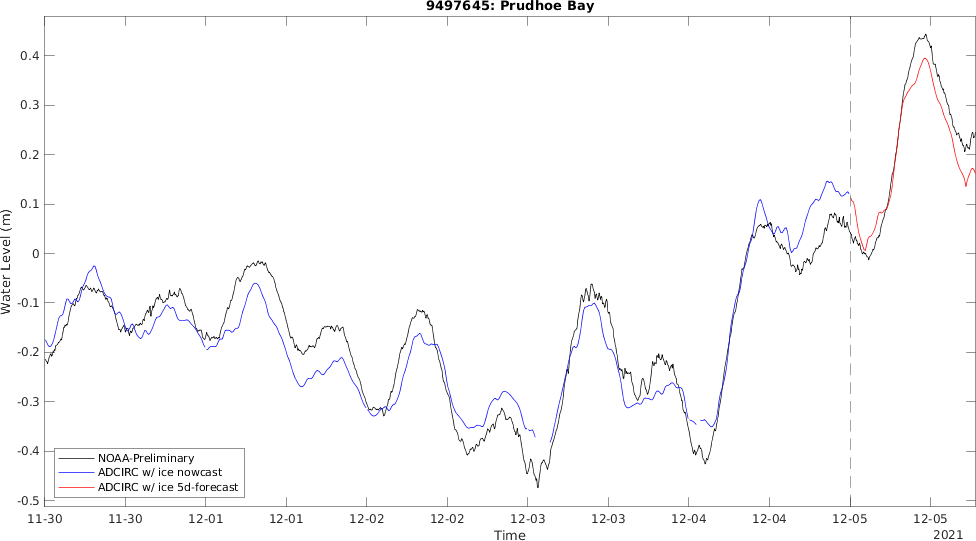 9497645: Prudhoe Bay
Water Level (m)
0.4
0.3
0.2
0.1
0
-0.1
-0.2
-0.3
-0.4
-0.5
NOAA-Preliminary
ADCIRC w/ ice nowcast
ADCIRC w/ ice 5d-forecast
11-30 11-30 12-01 12-01 12-02 12-02 12-03 12-03 12-04 12-04 12-05 12-05
Time
2021